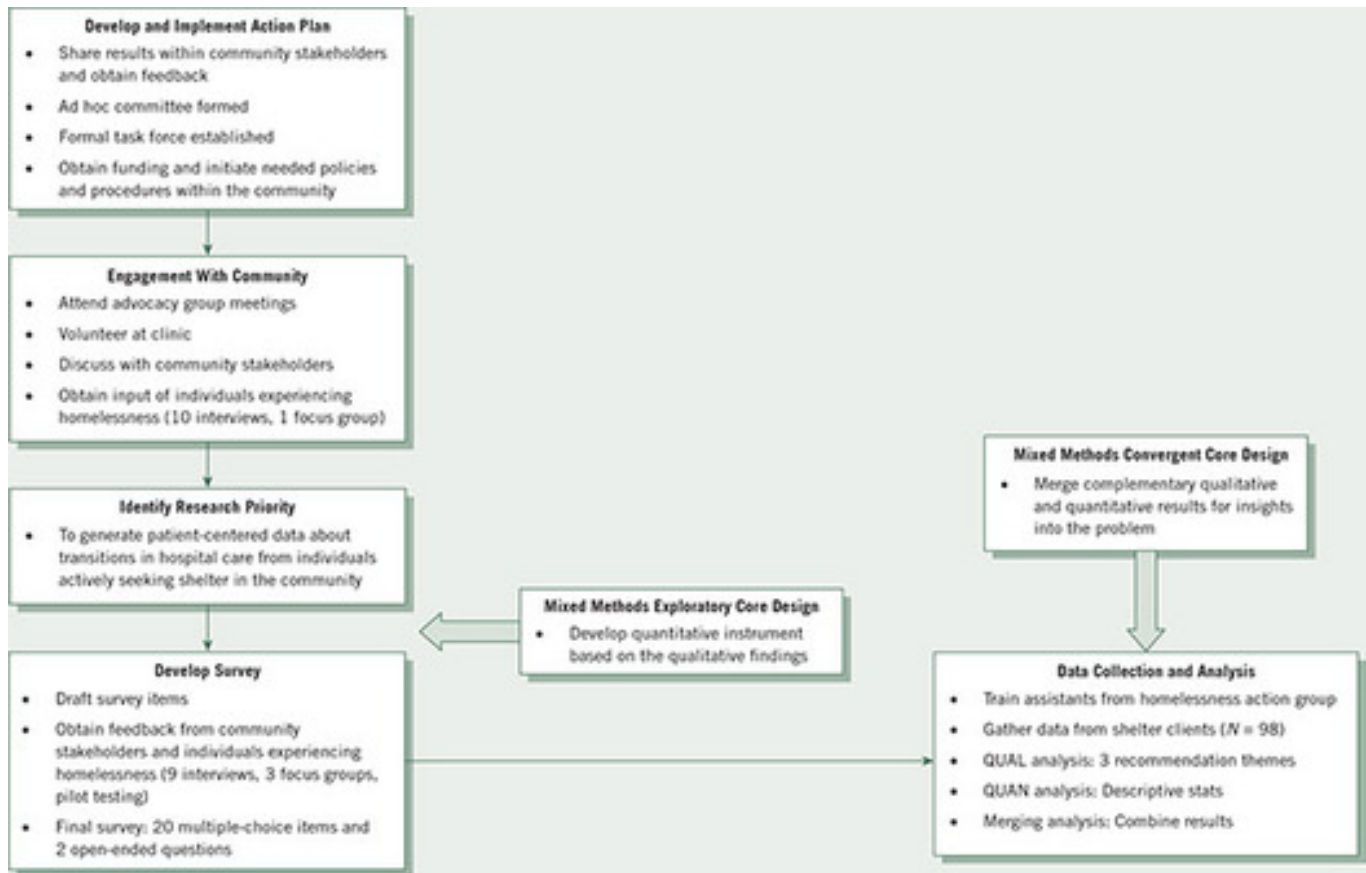 Develop and Implement Action Plan
• Share results within community stakeholders
and obtain feedback
• Ad hoc committee formed
• Formal task force established
• Obtain funding and initiate needed policies
and procedures within the community
Engagement With Community
• Attend advocacy group meetings
• Volunteer at clinic
• Discuss with community stakeholders
• Obtain input of individuals experiencing
homelessness (10 interviews, 1 focus group)
Identify Research Priority
• To generate patient-centered data about
transitions in hospital care from individuals
actively seeking shelter in the community
Mixed Methods Exploratory Core Design
• Develop quantitative instrument
based on the qualitative findings
Develop Survey
• Draft survey items
• Obtain feedback from community
stakeholders and individuals experiencing
homelessness (9 interviews, 3 focus groups,
pilot testing)
• Final survey: 20 multiple-choice items and
2 open-ended questions
Mixed Methods Convergent Core Design
• Merge complementary qualitative
and quantitative results for insights
into the problem
Data Collection and Analysis
• Train assistants from homelessness action group
• Gather data from shelter clients (N = 98)
• QUAL analysis: 3 recommendation themes
• QUAN analysis: Descriptive stats
• Merging analysis: Combine results